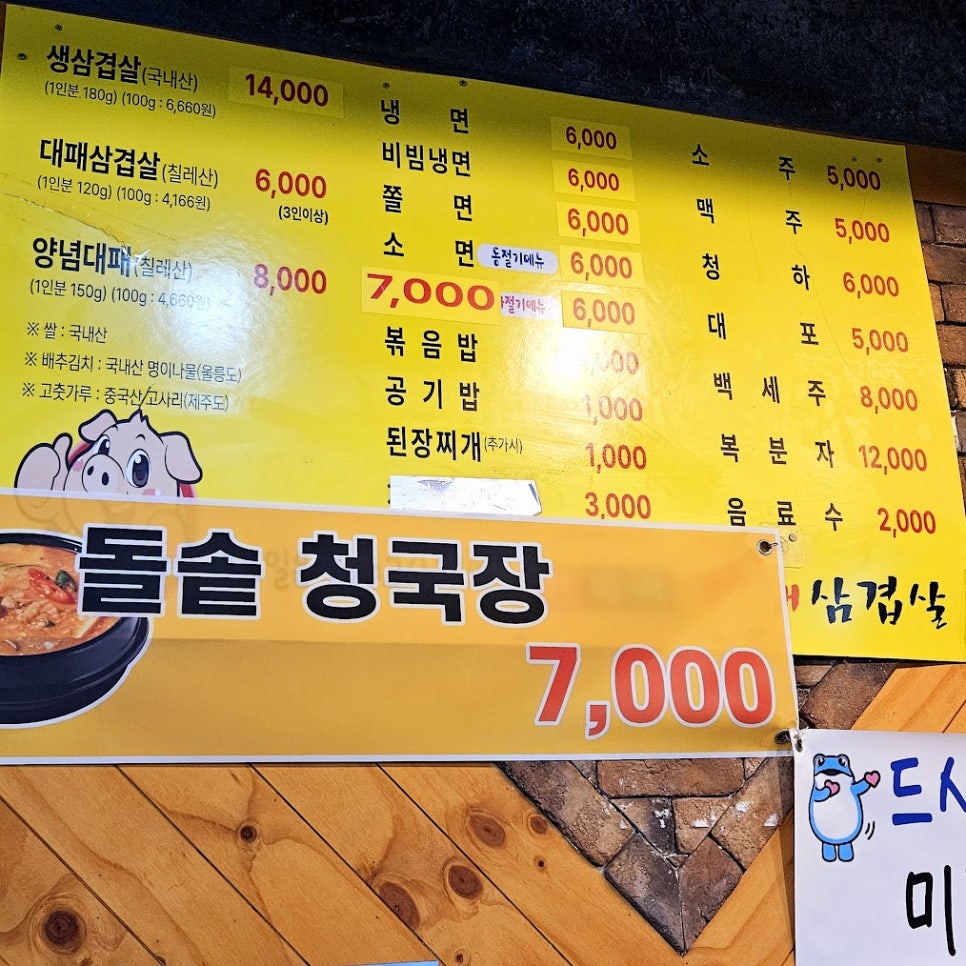 생삼겹살(국내산) 14,000
(1인분.180g) (100g : 6,660원)
대패삼겹살(칠레산) 6,000
(1인분 120g) (100g : 4,166원) (3인이상)
양념대패(칠레산) 8,000
(1인분 150g) (100g : 4,660원)
※ 쌀 : 국내산
※ 배추김치 : 국내산 명이나물(울릉도)
※ 고춧가루 : 중국산/고사리(제주도)
냉 면 6,000
비빔냉면 6,000
쫄 면 6,000
소 면 동절기메뉴 6,000
7,000 절기메뉴 6,000
볶음밥
공기밥 1,000
된장찌개(추가시) 1,000
3,000
소 주 5,000
맥 주 5,000
청 하 6,000
대 포 5,000
백 세 주 8,000
복 분 자 12,000
음 료 수 2,000
삼겹살
돌솥 청국장
7,000
드시
미